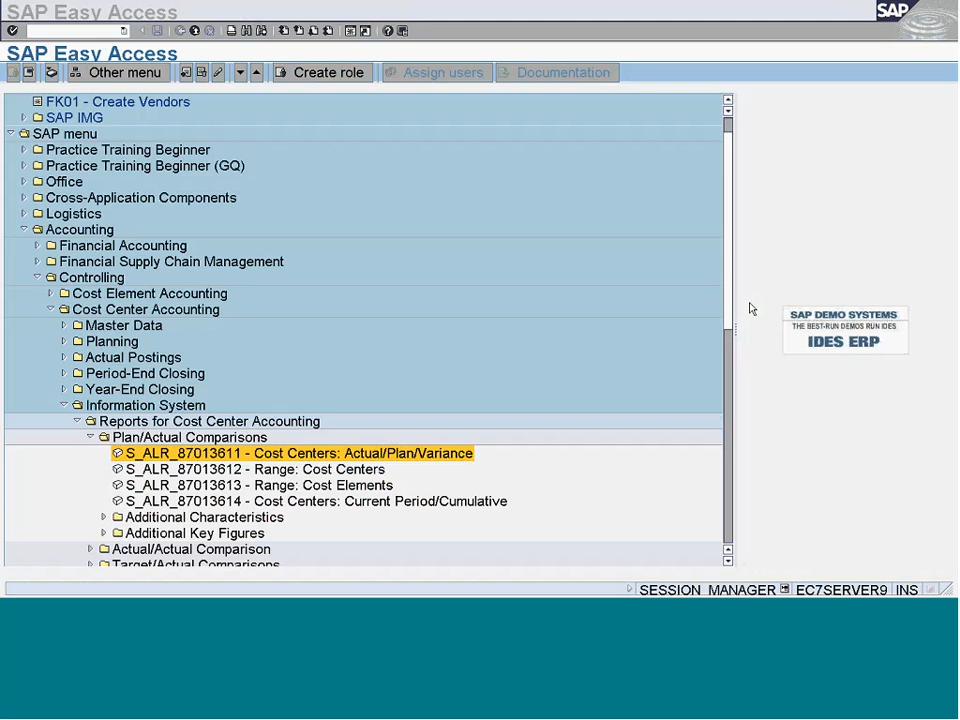 SAP Easy Access
SAP
SAP Easy Access
Other menu
Create role
Assign users
Documentation
FK01 - Create Vendors
SAP IMG
SAP menu
Practice Training Beginner
Practice Training Beginner (GQ)
Office
Cross-Application Components
Logistics
Accounting
Financial Accounting
Financial Supply Chain Management
Controlling
Cost Element Accounting
Cost Center Accounting
Master Data
Planning
Actual Postings
Period-End Closing
Year-End Closing
Information System
Reports for Cost Center Accounting
Plan/Actual Comparisons
S_ALR_87013611 - Cost Centers: Actual/Plan/Variance
S_ALR_87013612 - Range: Cost Centers
S_ALR_87013613 - Range: Cost Elements
S_ALR_87013614 - Cost Centers: Current Period/Cumulative
Additional Characteristics
Additional Key Figures
Actual/Actual Comparison
Target/Actual Comparisons
SAP DEMO SYSTEMS
THE BEST-RUN DEMOS RUN IDES
IDES ERP
SESSION_MANAGER EC7SERVER9 INS